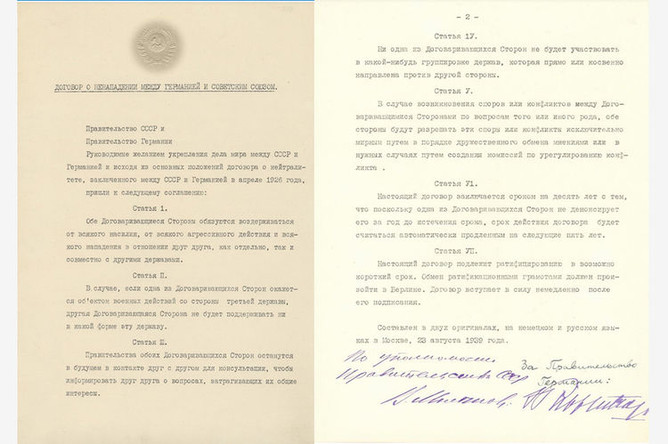 ДОГОВОР О НЕНАПАДЕНИИ МЕЖДУ ГЕРМАНИЕЙ И СОВЕТСКИМ СОЮЗОМ.
Правительство СССР и
Правительство Германии
Руководимые желанием укрепления дела мира между СССР и
Германией и исходя из основных положений договора о нейтрали-
тете, заключенного между СССР и Германией в апреле 1926 года,
пришли к следующему соглашению:
Статья 1.
Обе Договаривающиеся Стороны обязуются воздерживаться
от всякого насилия, от всякого агрессивного действия и вся-
кого нападения в отношении друг друга, как отдельно, так и
совместно с другими державами.
Статья П.
В случае, если одна из Договаривающихся Сторон окажет-
ся об'ектом военных действий со стороны третьей державы,
другая Договаривающаяся Сторона не будет поддерживать ни
в какой форме эту державу.
Статья Ш.
Правительства обоих Договаривающихся Сторон останутся
в будущем в контакте друг с другом для консультации, чтобы
информировать друг друга о вопросах, затрагивающих их общие
интересы.
- 2 -
Статья 1У.
Ни одна из Договаривающихся Сторон не будет участвовать
в какой-нибудь группировке держав, которая прямо или косвенно
направлена против другой стороны.
Статья У.
В случае возникновения споров или конфликтов между Дого-
варивающимися Сторонами по вопросам того или иного рода, обе
стороны будут разрешать эти споры или конфликты исключительно
мирным путем в порядке дружественного обмена мнениями или в
нужных случаях путем создания комиссий по урегулированию конф-
ликта .
Статья У1.
Настоящий договор заключается сроком на десять лет с тем,
что поскольку одна из Договаривающихся Сторон не денонсирует
его за год до истечения срока, срок действия договора будет
считаться автоматически продленным на следующие пять лет.
Статья УП.
Настоящий договор подлежит ратифицированию в возможно
короткий срок. Обмен ратификационными грамотами должен прои-
зойти в Берлине. Договор вступает в силу немедленно после
его подписания.
Составлен в двух оригиналах, на немецком и русском язы-
ках в Москве, 23 августа 1939 года.
По уполномочию
Правительства СССР
В. Молотов.
За Правительство
Германии: